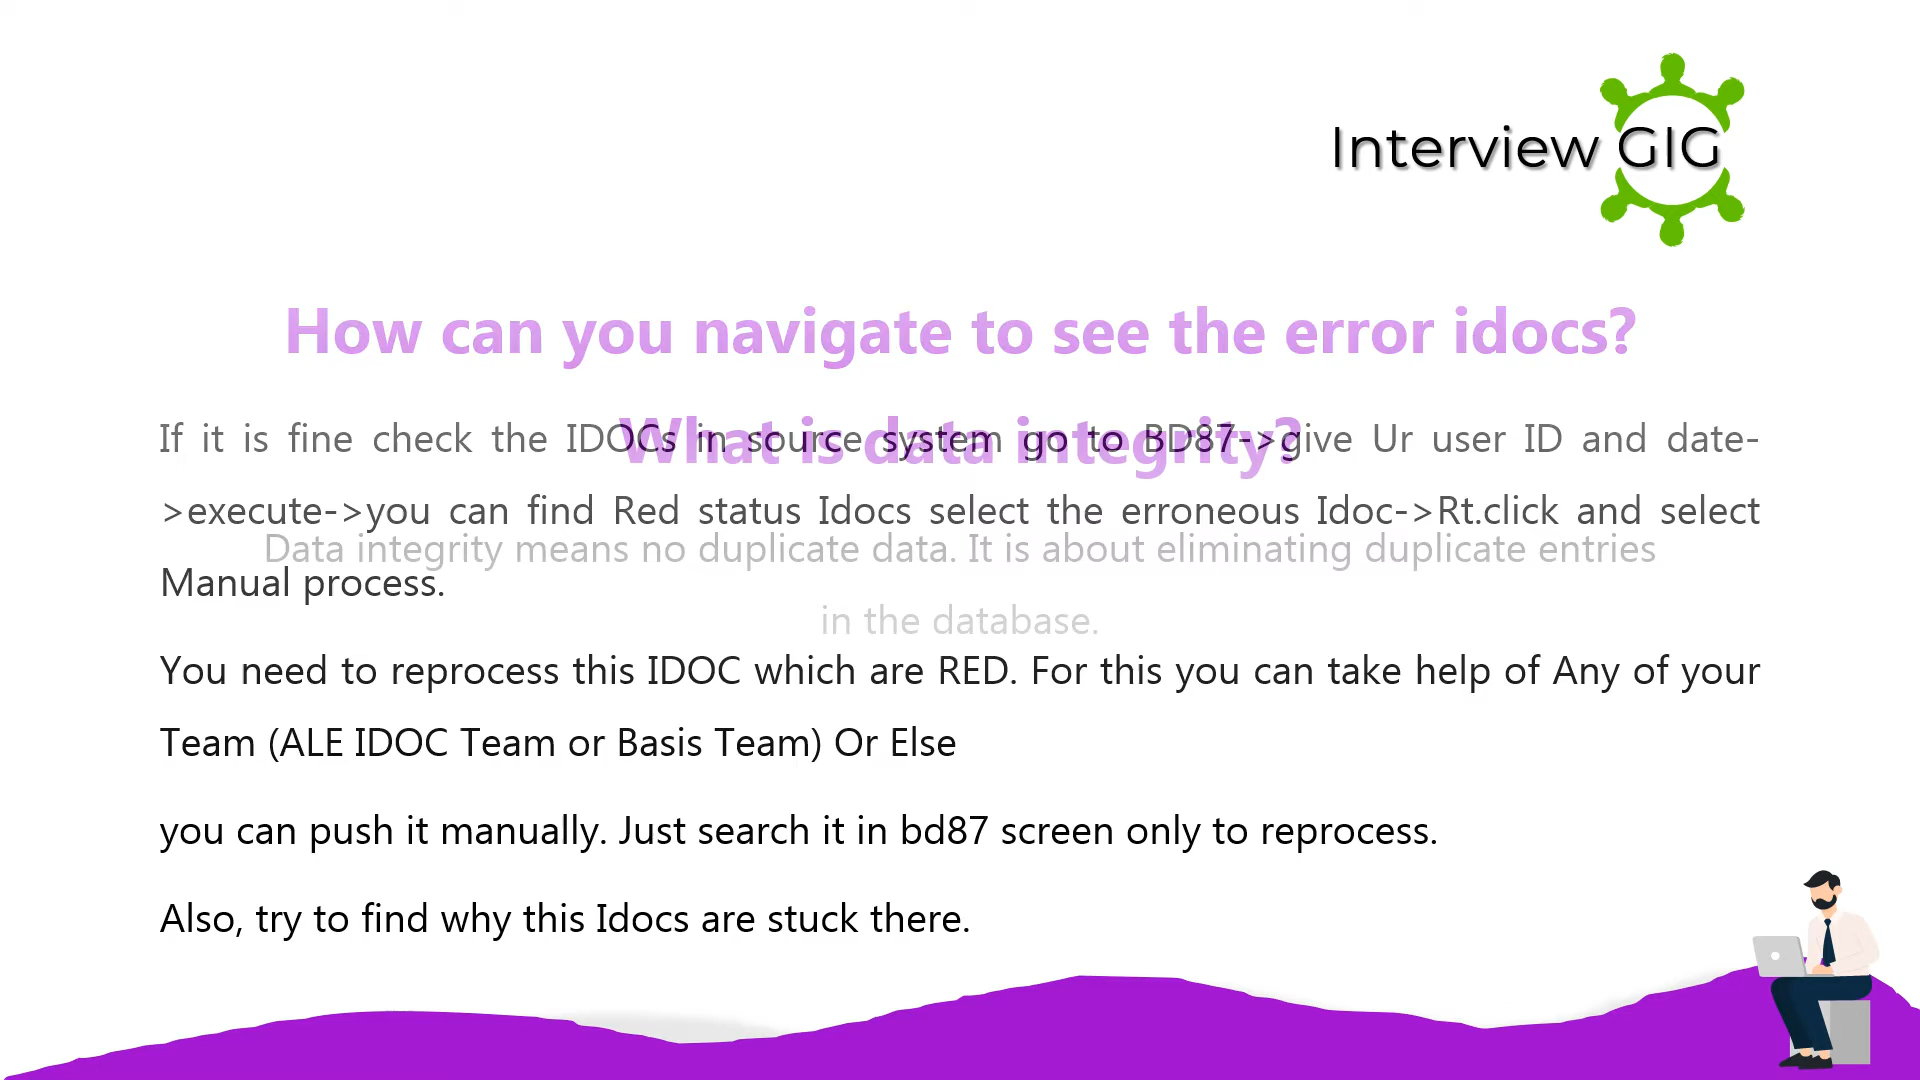 Interview GIG
How can you navigate to see the error idocs?
If it is fine check the IDOCs in source system go to BD87->give Ur user ID and date-
>execute->you can find Red status Idocs select the erroneous Idoc->Rt.click and select
Manual process.
You need to reprocess this IDOC which are RED. For this you can take help of Any of your
Team (ALE IDOC Team or Basis Team) Or Else
you can push it manually. Just search it in bd87 screen only to reprocess.
Also, try to find why this Idocs are stuck there.
What is data integrity?
Data integrity means no duplicate data. It is about eliminating duplicate entries
in the database.